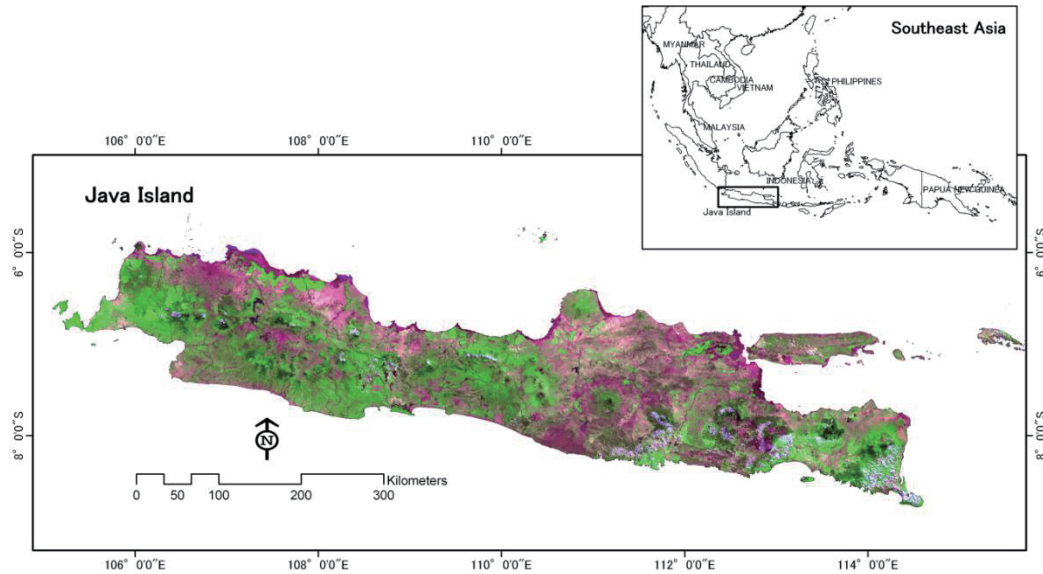 Southeast Asia
MYANMAR
THAILAND
CAMBODIA
VIETNAM
PHILIPPINES
MALAYSIA
INDONESIA
PAPUA NEW GUINEA
Java Island
106° 0'0"E 108° 0'0"E 110° 0'0"E
Java Island
6° 0'0"S 6° 0'0"S
8° 0'0"S 8° 0'0"S
N
Kilometers
0 50 100 200 300
106° 0'0"E 108° 0'0"E 110° 0'0"E 112° 0'0"E 114° 0'0"E